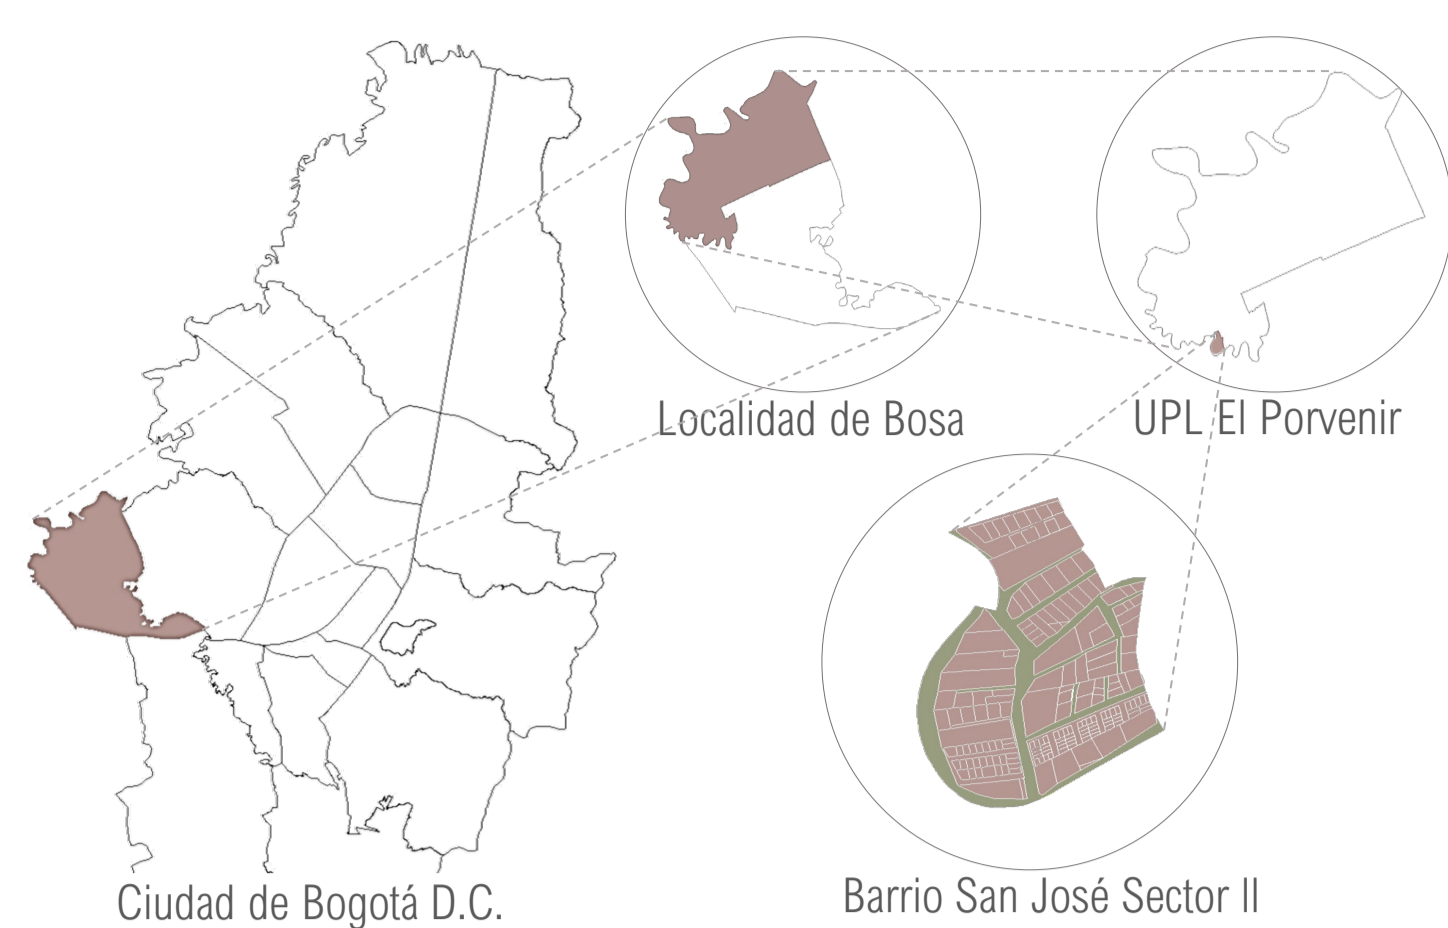 Localidad de Bosa
UPL El Porvenir
Ciudad de Bogotá D.C.
Barrio San José Sector II